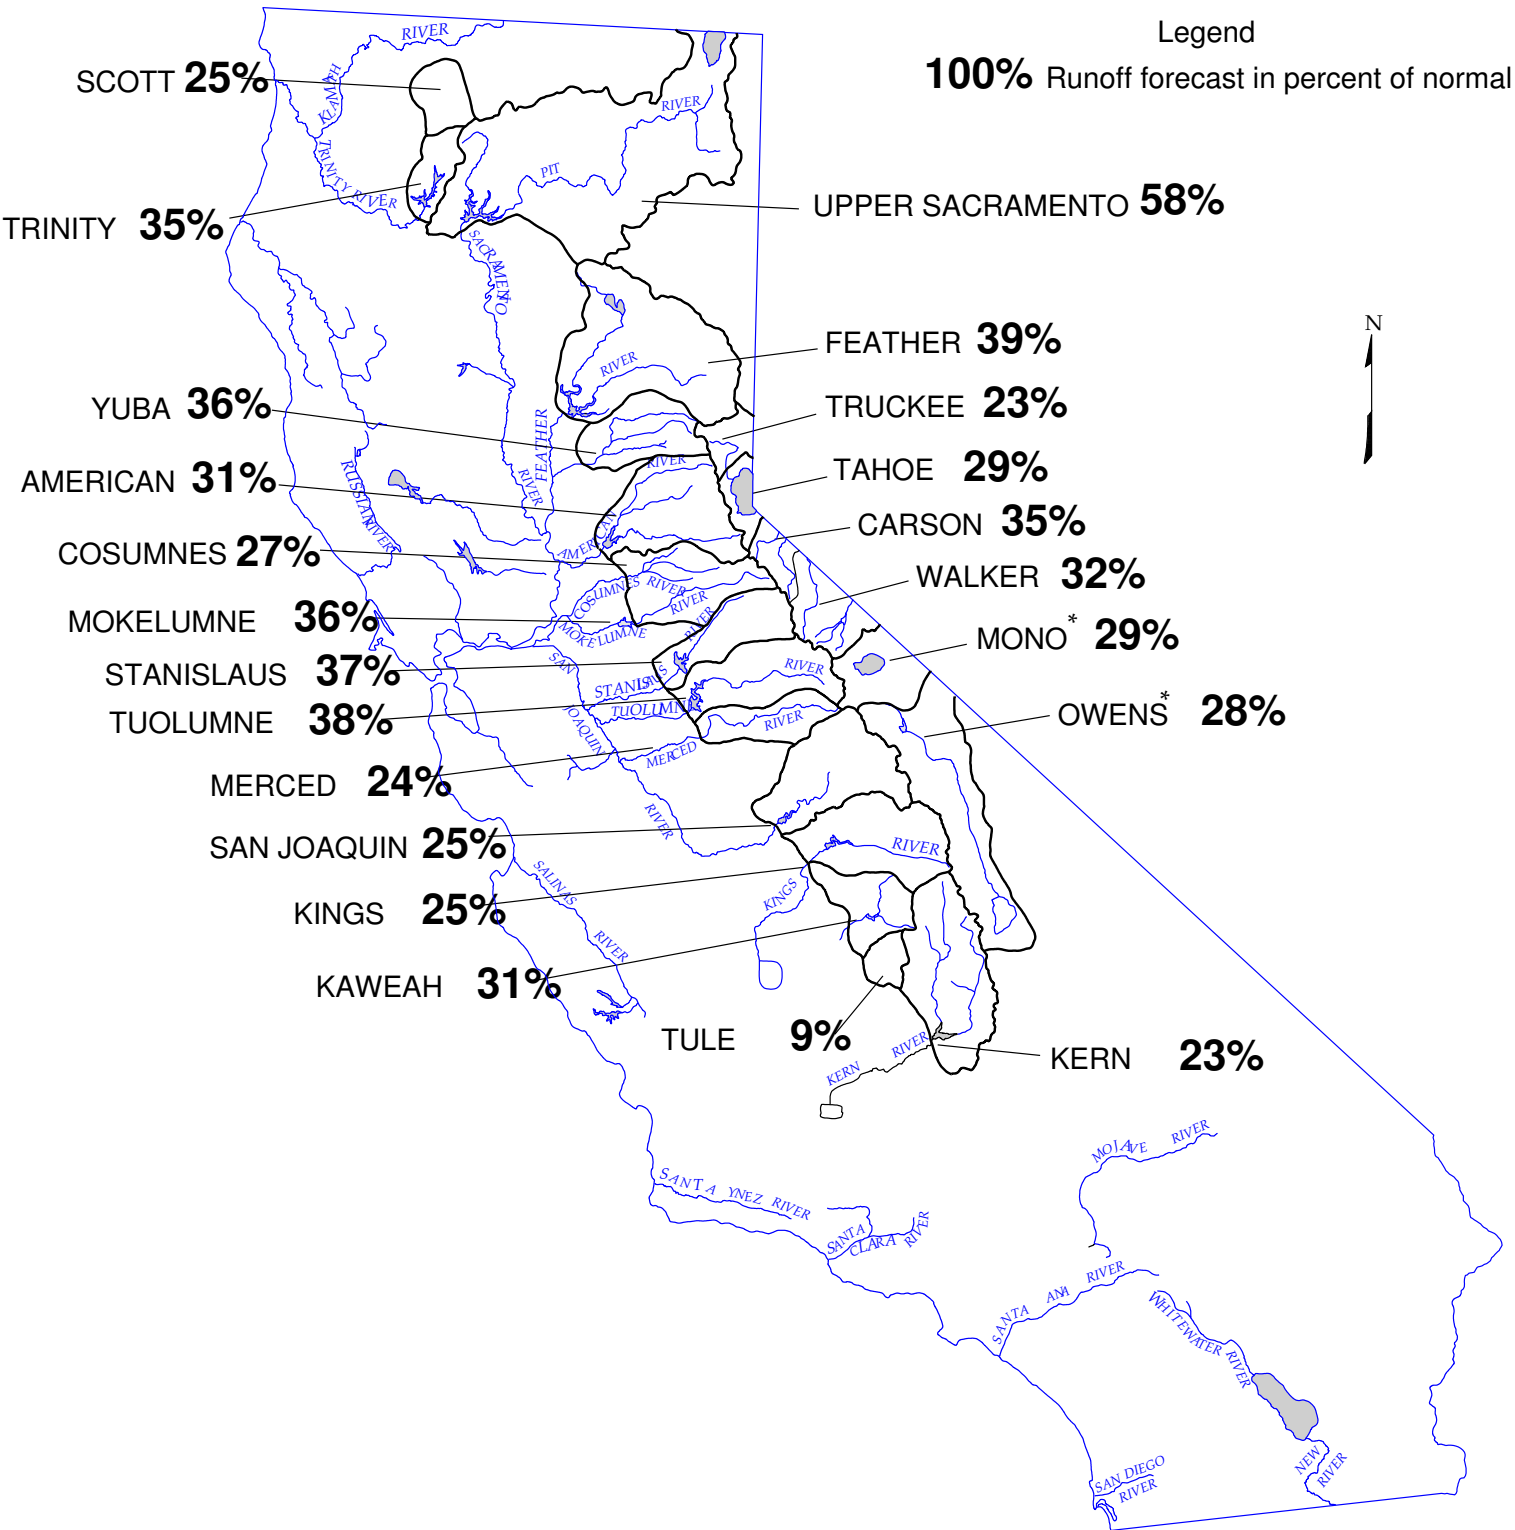 Legend
100% Runoff forecast in percent of normal
RIVER
KLAMATH
SCOTT 25%
RIVER
TRINITY RIVER
PIT
TRINITY 35%
UPPER SACRAMENTO 58%
SACRAMENTO
N
FEATHER 39%
RIVER
YUBA 36%
TRUCKEE 23%
FEATHER
RIVER
RIVER
AMERICAN 31%
TAHOE 29%
RUSSIAN RIVER
AMERICAN
CARSON 35%
COSUMNES 27%
WALKER 32%
COSUMNES RIVER
RIVER
MOKELUMNE 36%
MOKELUMNE
RIVER
MONO* 29%
STANISLAUS 37%
SAN
JOAQUIN
RIVER
STANISLAUS
RIVER
TUOLUMNE 38%
TUOLUMNE
OWENS* 28%
RIVER
MERCED
MERCED 24%
SAN JOAQUIN 25%
RIVER
SALINAS
RIVER
KINGS
KINGS 25%
KAWEAH 31%
TULE 9%
KERN RIVER
KERN 23%
MOJAVE RIVER
SANTA YNEZ RIVER
SANTA
CLARA RIVER
SANTA ANA RIVER
WHITEWATER RIVER
NEW
RIVER
SAN DIEGO
RIVER